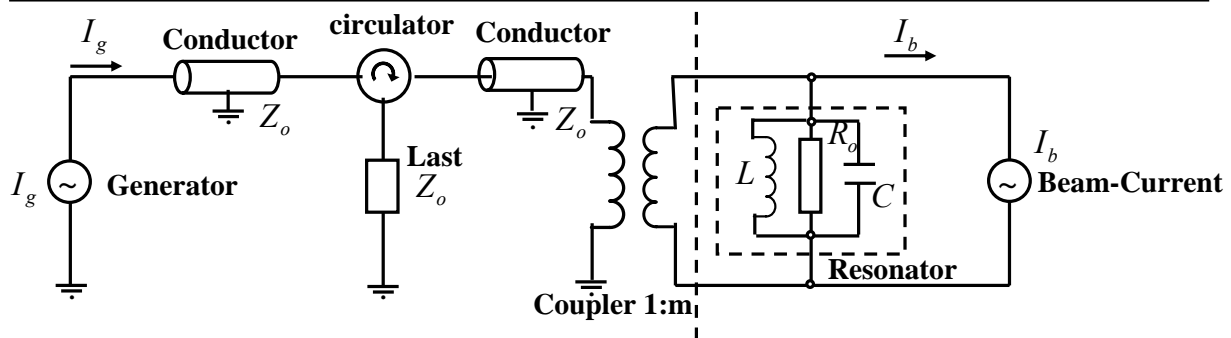 I_g
Conductor
circulator
Conductor
I_b
Z_o
Z_o
R_o
I_b
I_g
Generator
Last
Z_o
L
C
Beam-Current
Resonator
Coupler 1:m